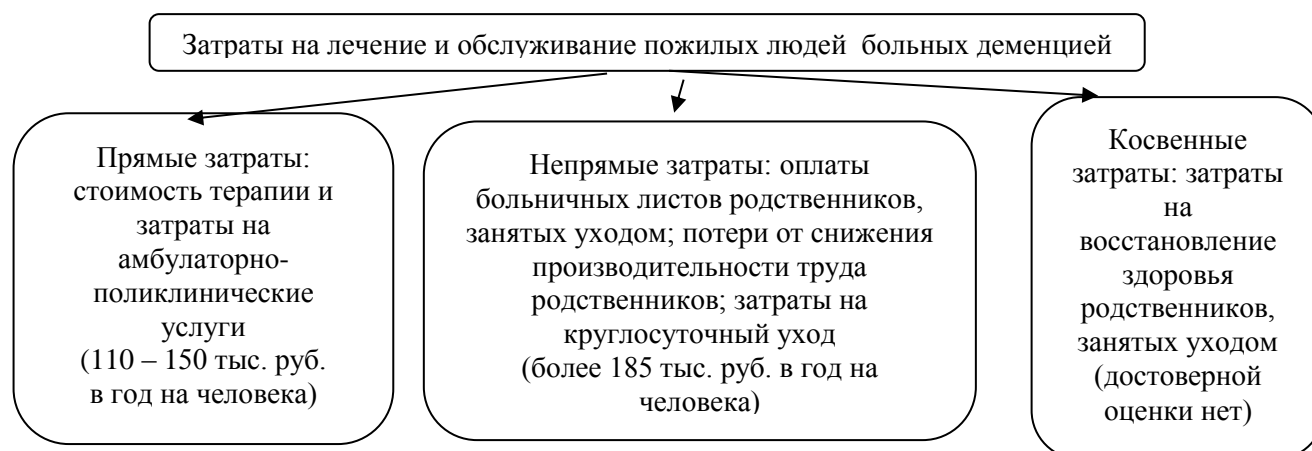 Затраты на лечение и обслуживание пожилых людей  больных деменцией
Прямые затраты:
стоимость терапии и
затраты на
амбулаторно-
поликлинические
услуги
(110 – 150 тыс. руб.
в год на человека)
Непрямые затраты: оплаты
больничных листов родственников,
занятых уходом; потери от снижения
производительности труда
родственников; затраты на
круглосуточный уход
(более 185 тыс. руб. в год на
человека)
Косвенные
затраты: затраты
на
восстановление
здоровья
родственников,
занятых уходом
(достоверной
оценки нет)